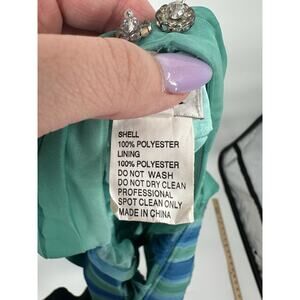 SHELL
100% POLYESTER
LINING
100% POLYESTER
DO NOT WASH
DO NOT DRY CLEAN
PROFESSIONAL
SPOT CLEAN ONLY
MADE IN CHINA